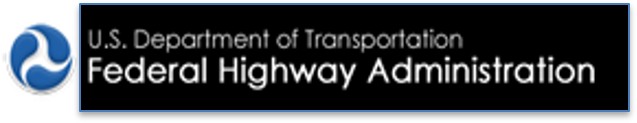 U.S. Department of Transportation
Federal Highway Administration